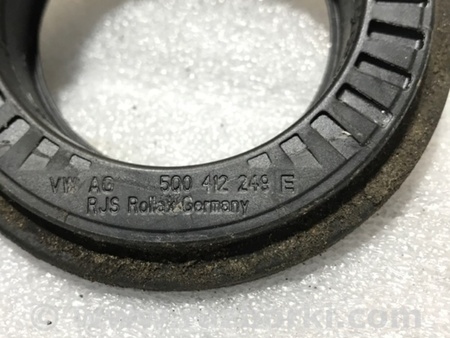 VW AG 5Q0 412 249 E
RJS Rollax Germany